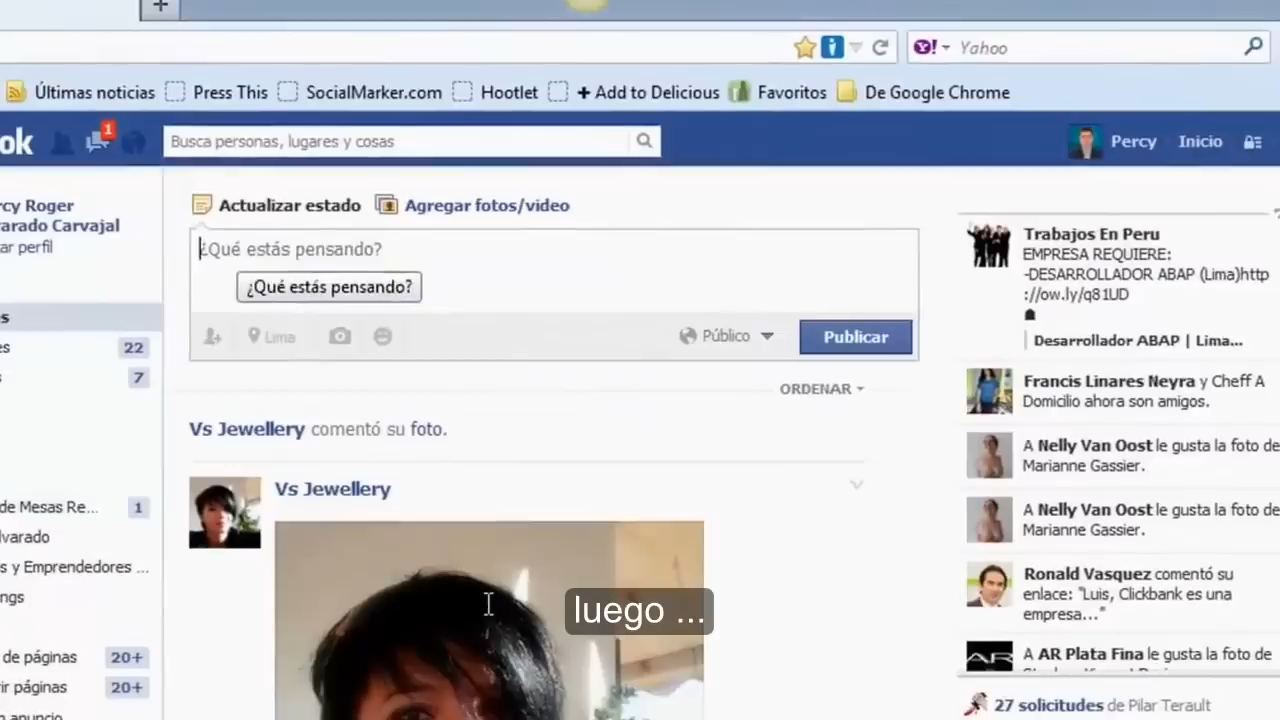 +
Y! Yahoo
Últimas noticias Press This SocialMarker.com Hootlet + Add to Delicious Favoritos De Google Chrome
ok 1 Busca personas, lugares y cosas Percy Inicio
rcy Roger
varado Carvajal
ar perfil
s
es 22
s 7
de Mesas Re... 1
lvarado
s y Emprendedores ...
ngs
de páginas 20+
rir páginas 20+
n anuncio
Actualizar estado Agregar fotos/video
¿Qué estás pensando?
¿Qué estás pensando?
Lima Público Publicar
ORDENAR
Vs Jewellery comentó su foto.
Vs Jewellery
luego ...
Trabajos En Peru
EMPRESA REQUIERE:
-DESARROLLADOR ABAP (Lima)http
://ow.ly/q81UD
Desarrollador ABAP | Lima...
Francis Linares Neyra y Cheff A
Domicilio ahora son amigos.
A Nelly Van Oost le gusta la foto de
Marianne Gassier.
A Nelly Van Oost le gusta la foto de
Marianne Gassier.
Ronald Vasquez comentó su
enlace: "Luis, Clickbank es una
empresa..."
AR
A AR Plata Fina le gusta la foto de
27 solicitudes de Pilar Terault